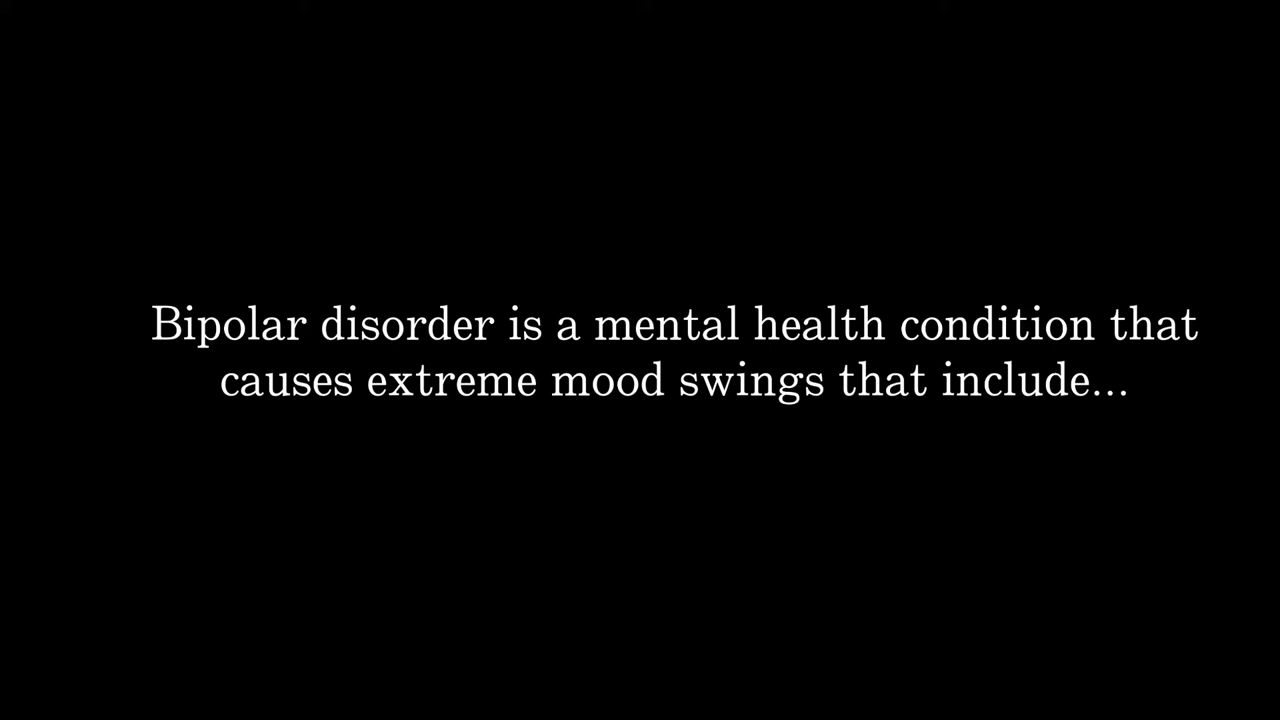 Bipolar disorder is a mental health condition that
causes extreme mood swings that include...